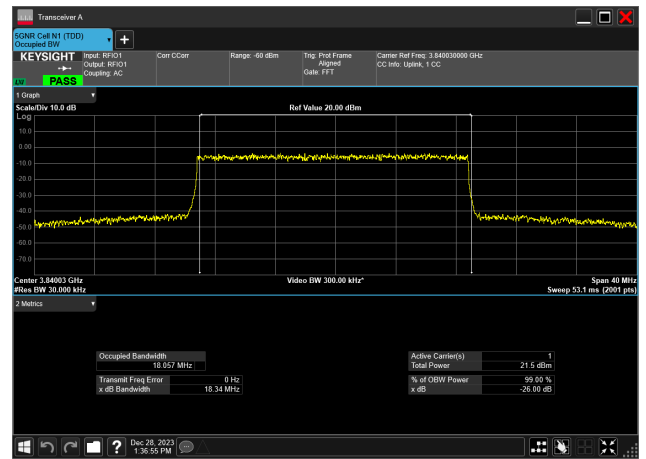 Transceiver A
5GNR Cell N1 (TDD)
Occupied BW
KEYSIGHT
LW PASS
Input: RFIO1
Output: RFIO1
Coupling: AC
Corr CCorr
Range: -60 dBm
Trig: Prot Frame
Aligned
Gate: FFT
Carrier Ref Freq: 3.840030000 GHz
CC Info: Uplink, 1 CC
1 Graph
Scale/Div 10.0 dB
Ref Value 20.00 dBm
Log
10.0
0.00
-10.0
-20.0
-30.0
-40.0
-50.0
-60.0
-70.0
Center 3.84003 GHz
Video BW 300.00 kHz*
Span 40 MHz
#Res BW 30.000 kHz
Sweep 53.1 ms (2001 pts)
2 Metrics
Occupied Bandwidth
18.057 MHz
Transmit Freq Error 0 Hz
x dB Bandwidth 18.34 MHz
Active Carrier(s) 1
Total Power 21.5 dBm
% of OBW Power 99.00 %
x dB -26.00 dB
?
Dec 28, 2023
1:36:55 PM